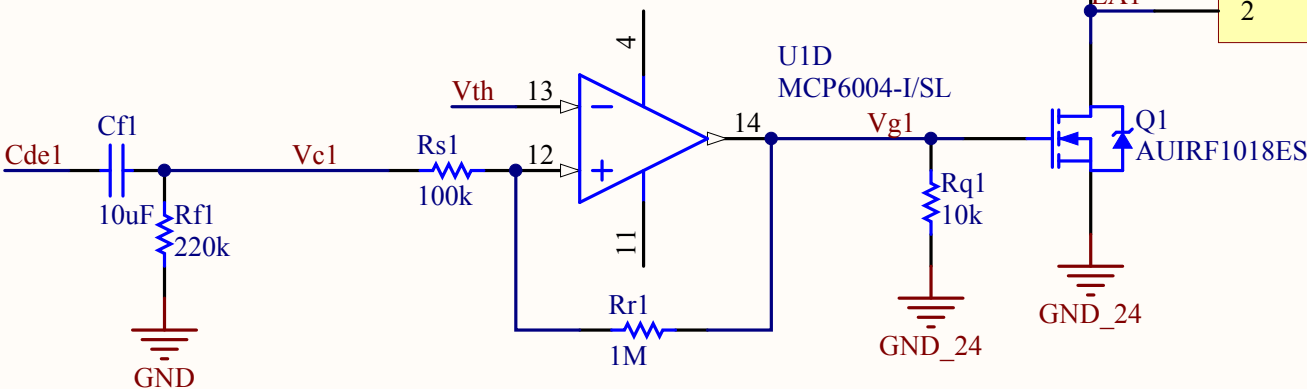 2
4
U1D
MCP6004-I/SL
Vth
13
Cf1
Cde1
Vc1
Rs1
12
14
Vg1
Q1
AUIRF1018ES
100k
10uF
Rf1
220k
11
Rq1
10k
Rr1
1M
GND_24
GND_24
GND